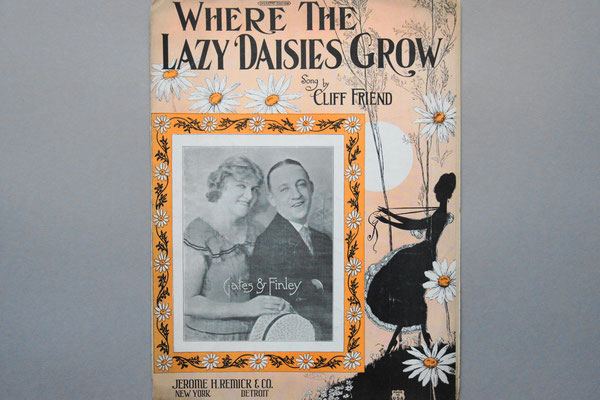 WHERE THE
LAZY DAISIES GROW
Song by
CLIFF FRIEND
Gates & Finley
JEROME H. REMICK & CO.
NEW YORK DETROIT